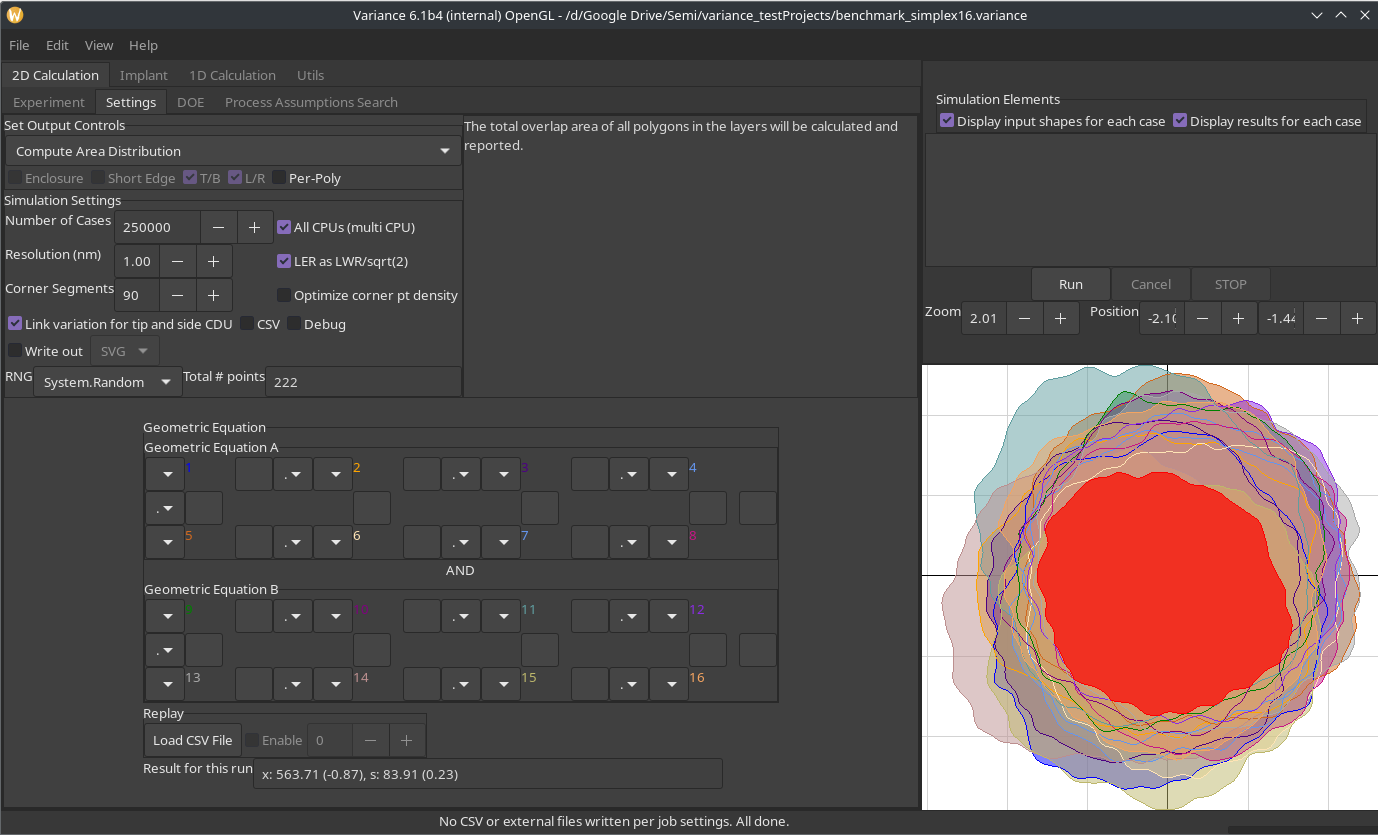 Variance 6.1b4 (internal) OpenGL - /d/Google Drive/Semi/variance_testProjects/benchmark_simplex16.variance
File Edit View Help
2D Calculation Implant 1D Calculation Utils
Experiment Settings DOE Process Assumptions Search
Set Output Controls
Compute Area Distribution
Enclosure Short Edge T/B L/R Per-Poly
The total overlap area of all polygons in the layers will be calculated and
reported.
Simulation Settings
Number of Cases 250000 − + All CPUs (multi CPU)
Resolution (nm) 1.00 − + LER as LWR/sqrt(2)
Corner Segments 90 − + Optimize corner pt density
Link variation for tip and side CDU CSV Debug
Write out SVG
RNG System.Random Total # points 222
Geometric Equation
Geometric Equation A
1 . 2 . 3 . 4
.
5 . 6 . 7 . 8
AND
Geometric Equation B
9 . 10 . 11 . 12
.
13 . 14 . 15 . 16
Replay
Load CSV File Enable 0 − +
Result for this run x: 563.71 (-0.87), s: 83.91 (0.23)
Simulation Elements
Display input shapes for each case Display results for each case
Run Cancel STOP
Zoom 2.01 − + Position -2.10 − + -1.44 − +
No CSV or external files written per job settings. All done.